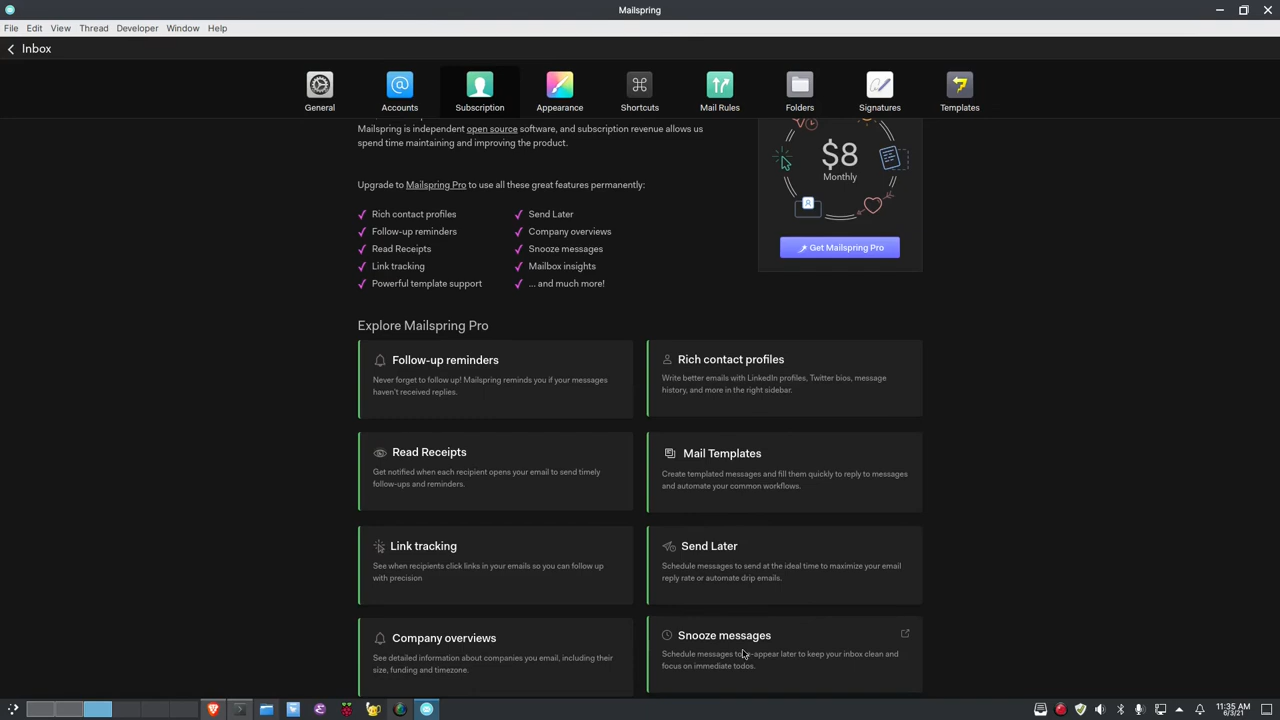 Mailspring
File Edit View Thread Developer Window Help
Inbox
General Accounts Subscription Appearance Shortcuts Mail Rules Folders Signatures Templates
Mailspring is independent open source software, and subscription revenue allows us
spend time maintaining and improving the product.
$8
Monthly
Upgrade to Mailspring Pro to use all these great features permanently:
Rich contact profiles
Send Later
Follow-up reminders
Company overviews
Read Receipts
Snooze messages
Link tracking
Mailbox insights
Powerful template support
... and much more!
Get Mailspring Pro
Explore Mailspring Pro
Follow-up reminders
Never forget to follow up! Mailspring reminds you if your messages
haven't received replies.
Rich contact profiles
Write better emails with LinkedIn profiles, Twitter bios, message
history, and more in the right sidebar.
Read Receipts
Get notified when each recipient opens your email to send timely
follow-ups and reminders.
Mail Templates
Create templated messages and fill them quickly to reply to messages
and automate your common workflows.
Link tracking
See when recipients click links in your emails so you can follow up
with precision
Send Later
Schedule messages to send at the ideal time to maximize your email
reply rate or automate drip emails.
Company overviews
See detailed information about companies you email, including their
size, funding and timezone.
Snooze messages
Schedule messages to re-appear later to keep your inbox clean and
focus on immediate todos.
11:35 AM
6/3/21